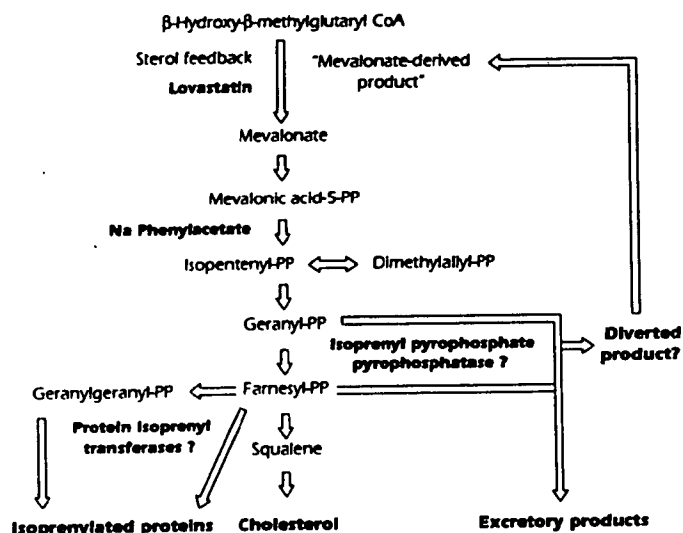 β-Hydroxy-β-methylglutaryl CoA
Sterol feedback
Lovastatin
"Mevalonate-derived
product"
Mevalonate
Mevalonic acid-5-PP
Na Phenylacetate
Isopentenyl-PP
Dimethylallyl-PP
Geranyl-PP
Isoprenyl pyrophosphate
pyrophosphatase ?
Diverted
product?
Geranylgeranyl-PP
Farnesyl-PP
Protein Isoprenyl
transferases ?
Squalene
Isoprenylated proteins
Cholesterol
Excretory products